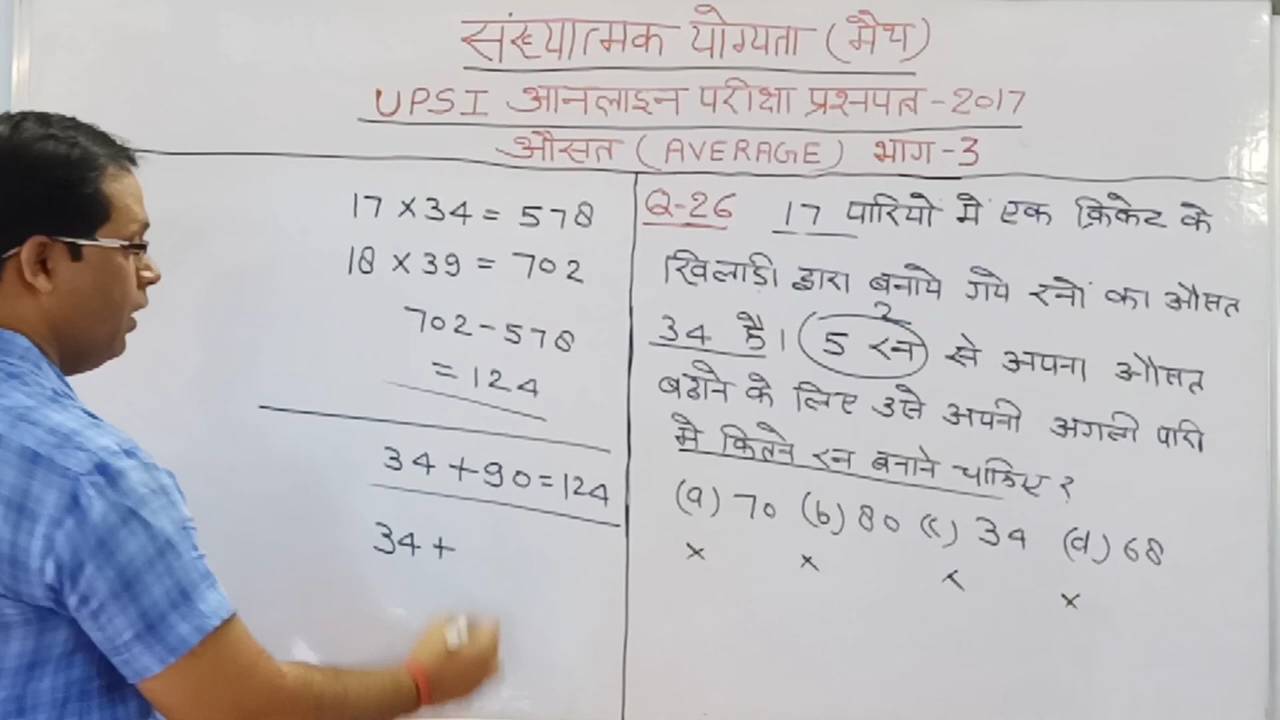 संख्यात्मक योग्यता (मैथ)
UPSI आनलाइन परीक्षा प्रश्नपत्र - 2017
औसत (AVERAGE) भाग - 3
17 × 34 = 578
18 × 39 = 702
702 - 578
= 124
34 + 90 = 124
34 +
Q-26 17 पारियों में एक क्रिकेट के
खिलाडी द्वारा बनाये गये रनों का औसत
2
34 है। 5 रन से अपना औसत
बढाने के लिए उसे अपनी अगली पारी
में कितने रन बनाने चाहिए ?
(a) 70 (b) 80 (c) 34 (d) 68
× × × ×